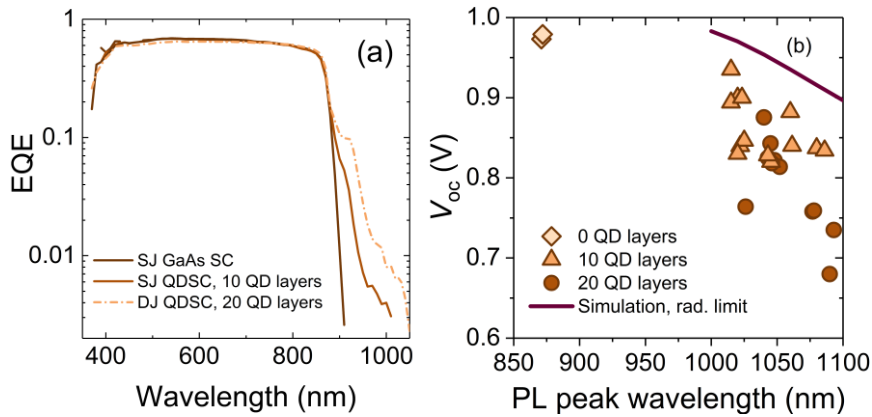 (a)
1
0.1
0.01
EQE
SJ GaAs SC
SJ QDSC, 10 QD layers
DJ QDSC, 20 QD layers
400 600 800 1000
Wavelength (nm)
(b)
1.0
0.9
0.8
0.7
0.6
Voc (V)
0 QD layers
10 QD layers
20 QD layers
Simulation, rad. limit
850 900 950 1000 1050 1100
PL peak wavelength (nm)